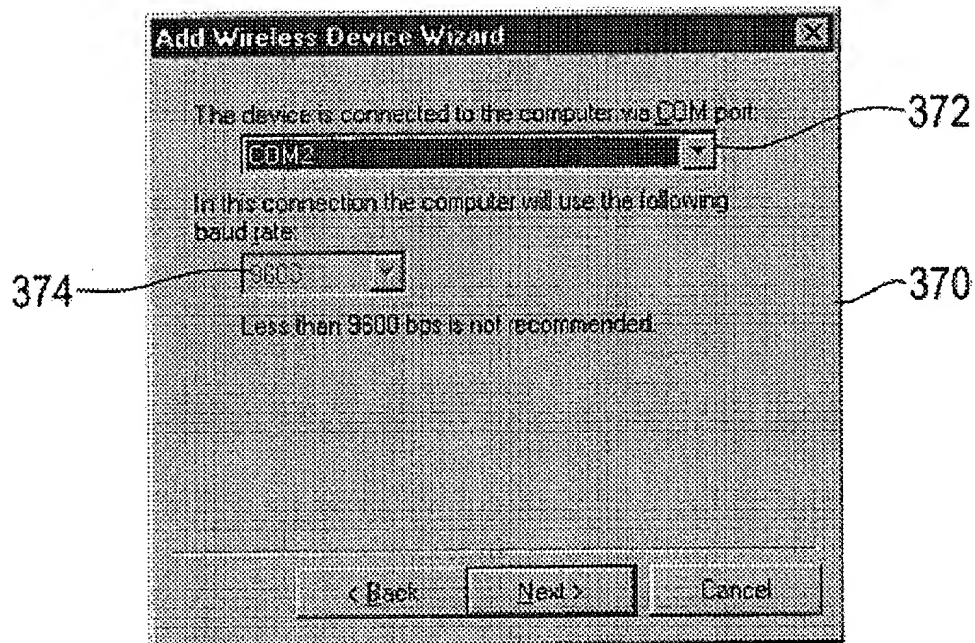 Add Wireless Device Wizard
The device is connected to the computer via COM port:
372
COM2
In this connection the computer will use the following
baud rate:
374
9600
370
Less than 9600 bps is not recommended.
< Back
Next >
Cancel